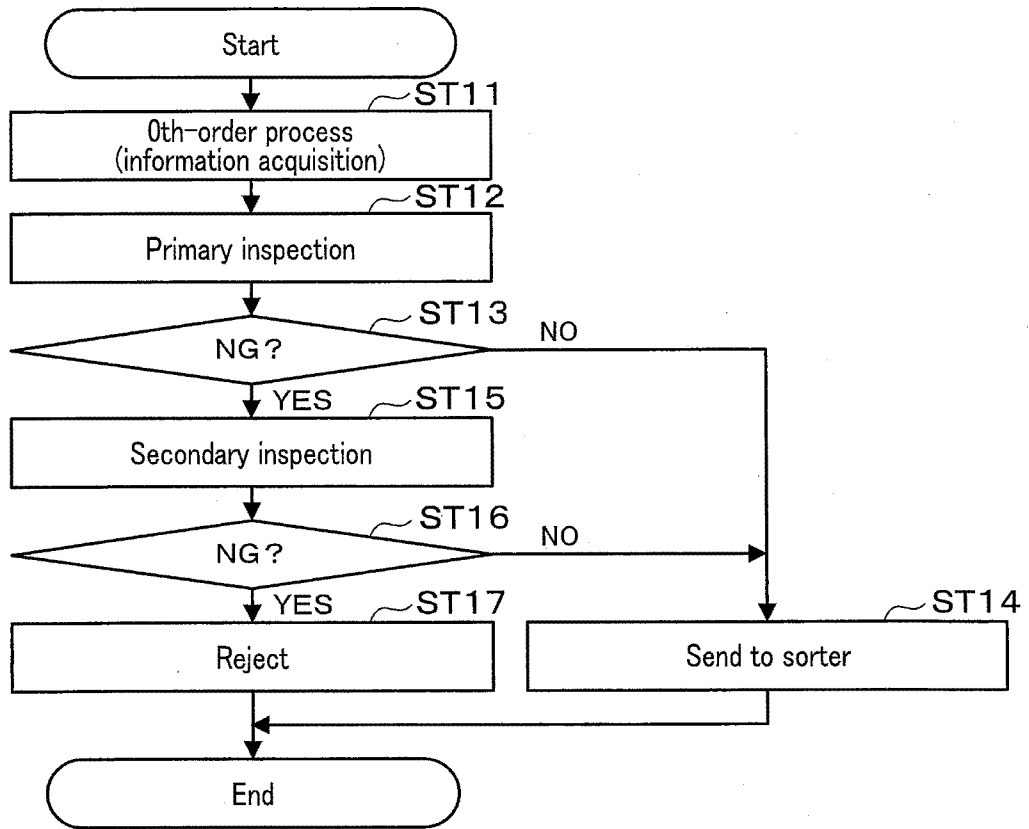 Start
ST11
0th-order process
(information acquisition)
ST12
Primary inspection
ST13
NG?
NO
YES
ST15
Secondary inspection
ST16
NG?
NO
YES
ST17
Reject
ST14
Send to sorter
End